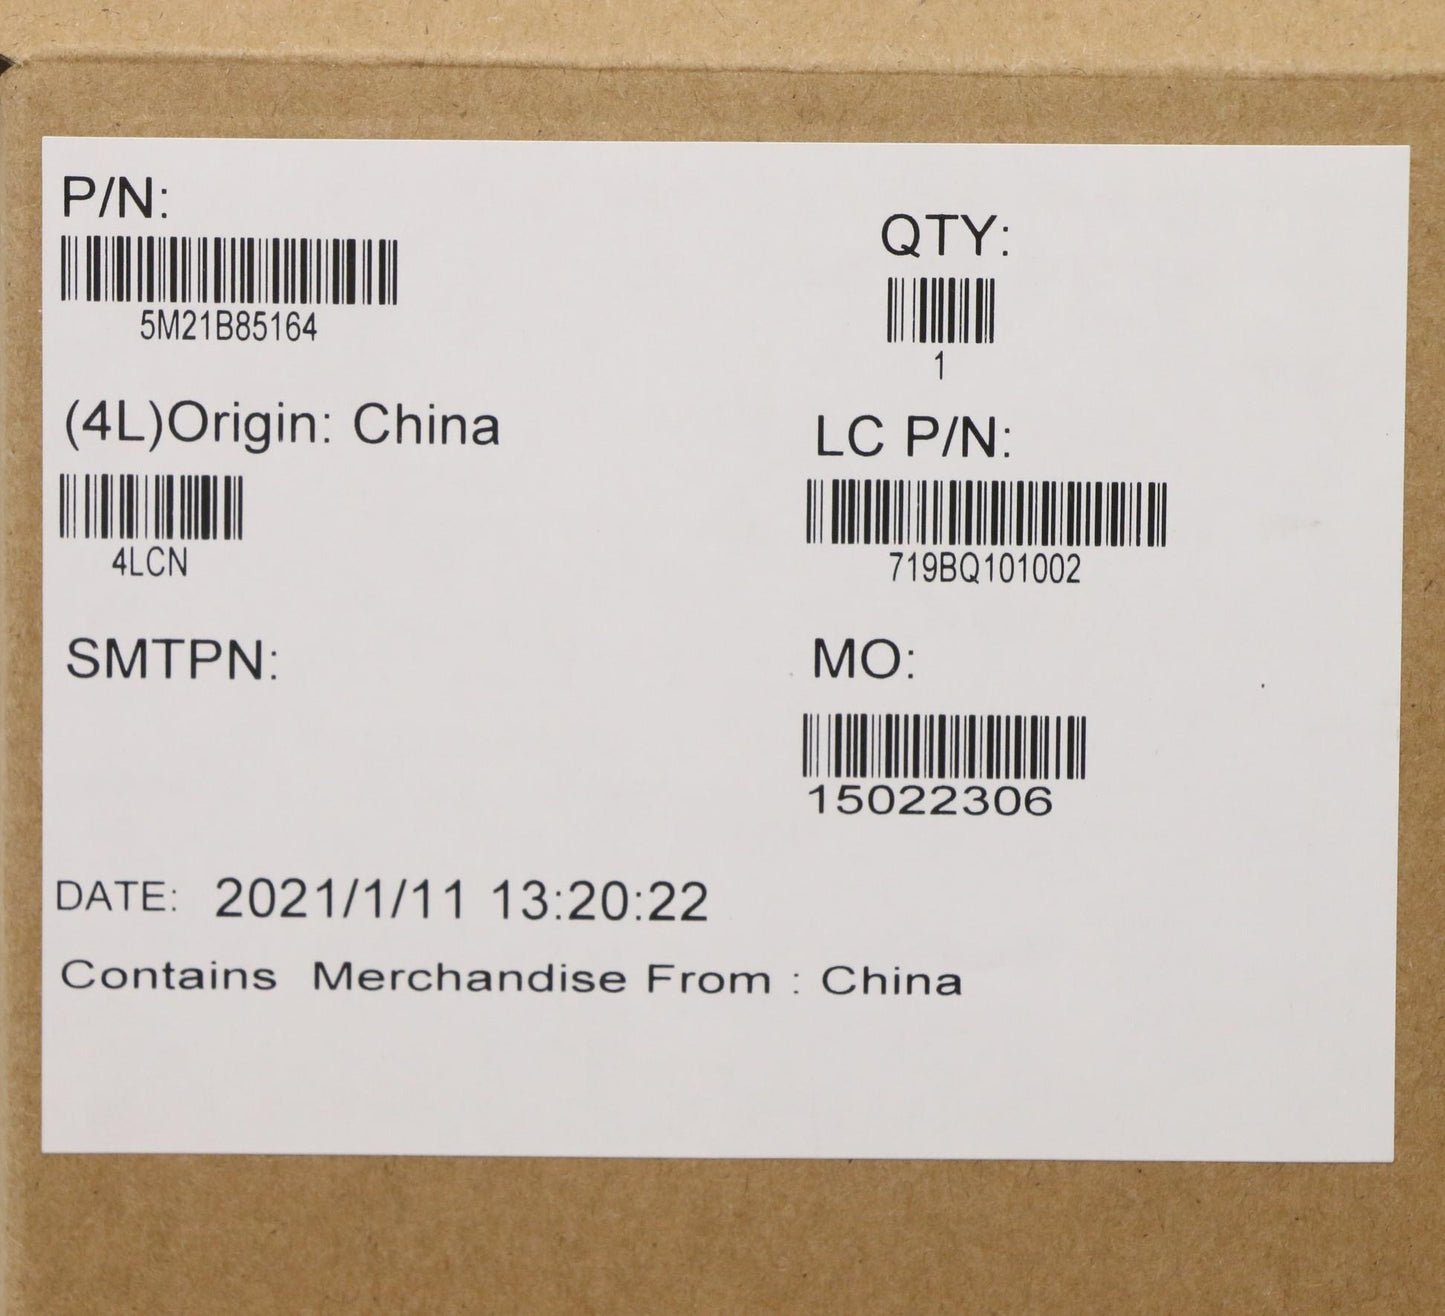 P/N:
5M21B85164
QTY:
1
(4L)Origin: China
4LCN
LC P/N:
719BQ101002
SMTPN:
MO:
15022306
DATE: 2021/1/11 13:20:22
Contains Merchandise From : China